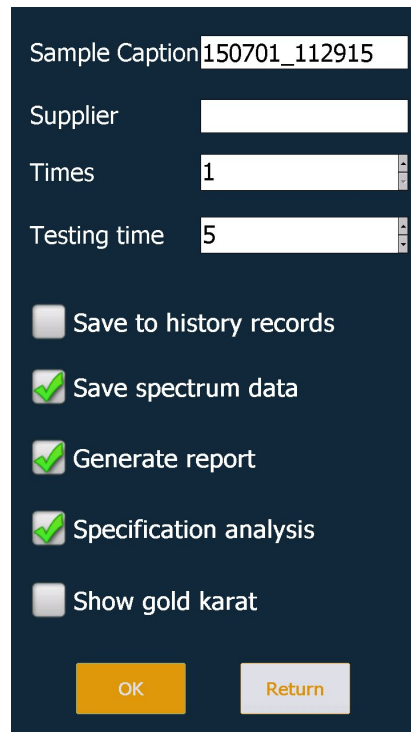 Sample Caption 150701_112915
Supplier
Times 1
Testing time 5
Save to history records
Save spectrum data
Generate report
Specification analysis
Show gold karat
OK Return